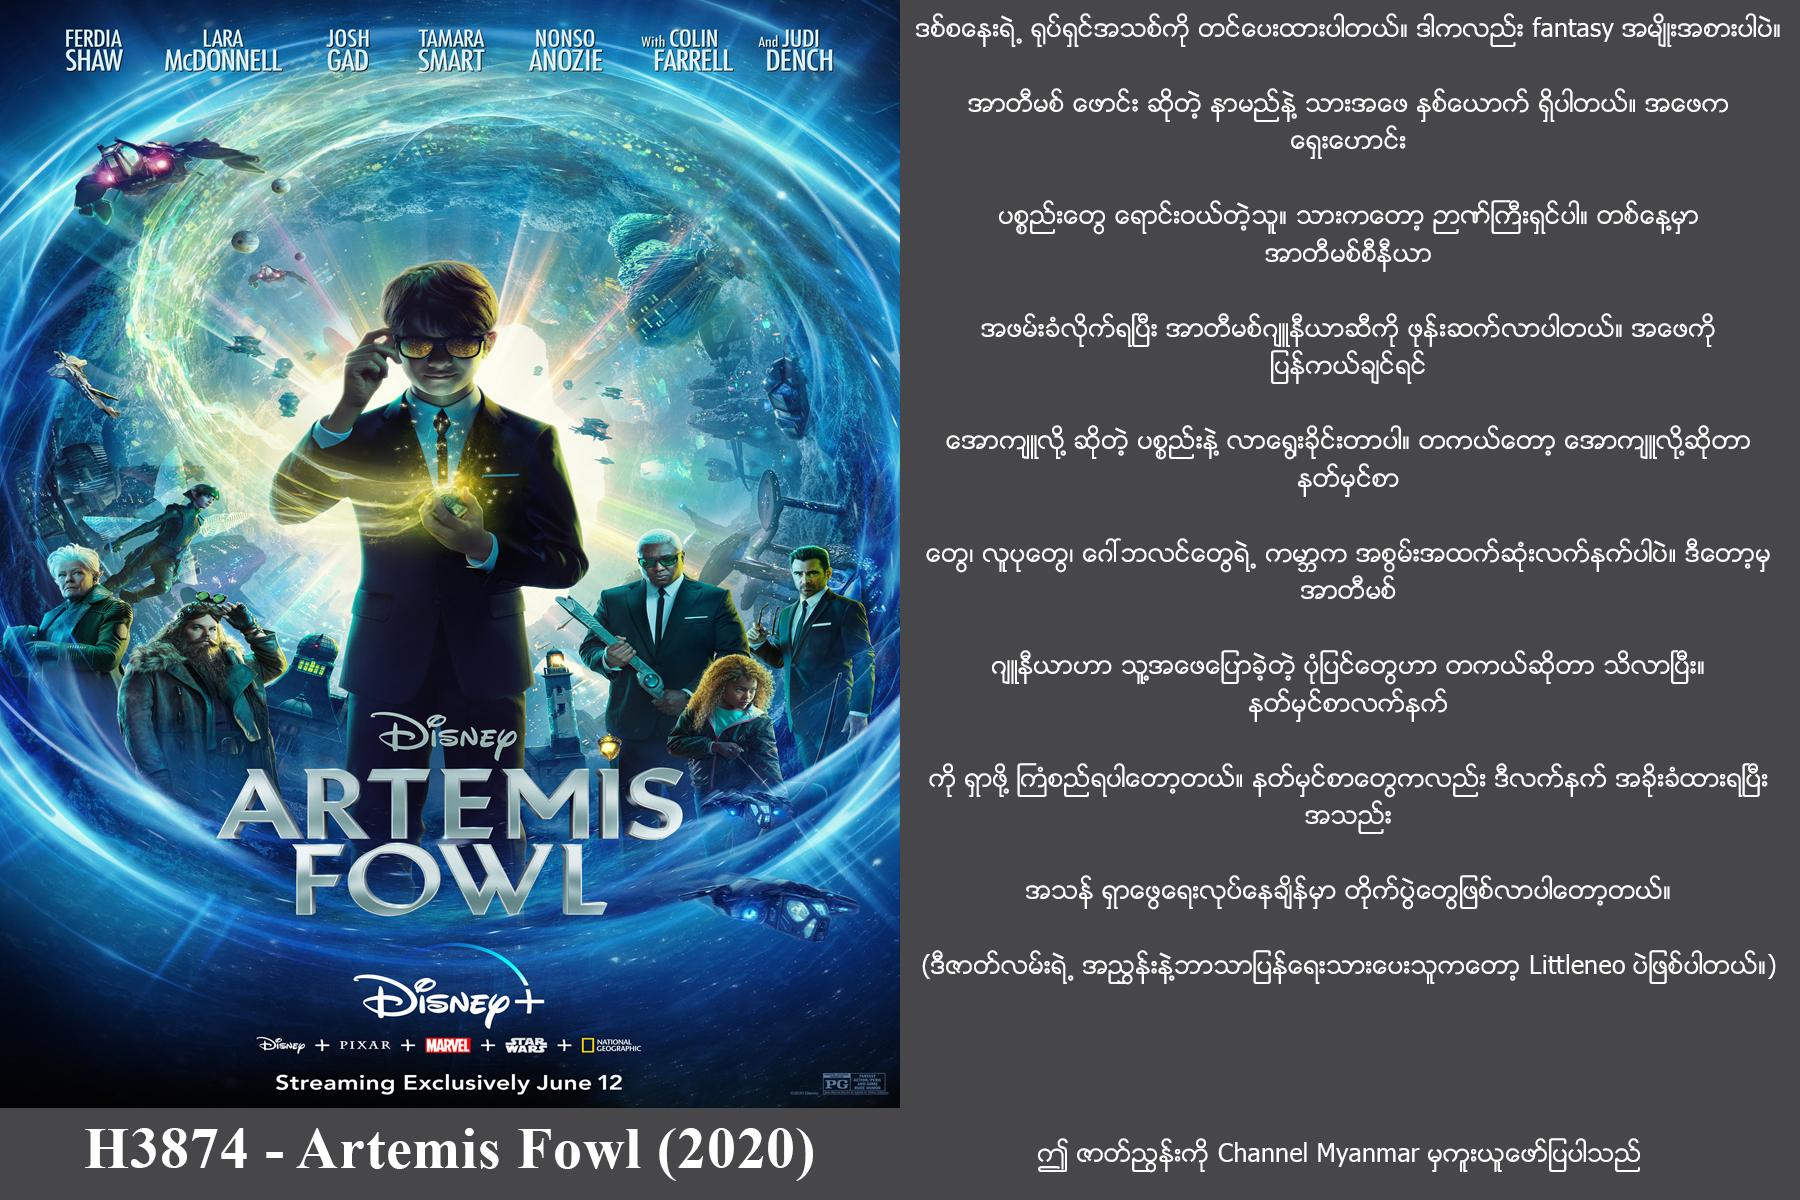 FERDIA SHAW
LARA McDONNELL
JOSH GAD
TAMARA SMART
NONSO ANOZIE
With COLIN FARRELL
And JUDI DENCH
DISNEY
ARTEMIS
FOWL
DISNEY+
DISNEY + PIXAR + MARVEL + STAR WARS + NATIONAL GEOGRAPHIC
Streaming Exclusively June 12
PG
H3874 - Artemis Fowl (2020)
ဒစ်စနေးရဲ့ ရုပ်ရှင်အသစ်ကို တင်ပေးထားပါတယ်။ ဒါကလည်း fantasy အမျိုးအစားပါပဲ။
အာတီမစ် ဖောင်း ဆိုတဲ့ နာမည်နဲ့ သားအဖေ နှစ်ယောက် ရှိပါတယ်။ အဖေက
ရှေးဟောင်း
ပစ္စည်းတွေ ရောင်းဝယ်တဲ့သူ။ သားကတော့ ဉာဏ်ကြီးရှင်ပါ။ တစ်နေ့မှာ
အာတီမစ်စီနီယာ
အဖမ်းခံလိုက်ရပြီး အာတီမစ်ဂျူနီယာဆီကို ဖုန်းဆက်လာပါတယ်။ အဖေကို
ပြန်ကယ်ချင်ရင်
အောကျူလို့ ဆိုတဲ့ ပစ္စည်းနဲ့ လာရွေးခိုင်းတာပါ။ တကယ်တော့ အောကျူလို့ဆိုတာ
နတ်မှင်စာ
တွေ၊ လူပုတွေ၊ ဂေါ်ဘလင်တွေရဲ့ ကမ္ဘာက အစွမ်းအထက်ဆုံးလက်နက်ပါပဲ။ ဒီတော့မှ
အာတီမစ်
ဂျူနီယာဟာ သူ့အဖေပြောခဲ့တဲ့ ပုံပြင်တွေဟာ တကယ်ဆိုတာ သိလာပြီး။
နတ်မှင်စာလက်နက်
ကို ရှာဖို့ ကြံစည်ရပါတော့တယ်။ နတ်မှင်စာတွေကလည်း ဒီလက်နက် အခိုးခံထားရပြီး
အသည်း
အသန် ရှာဖွေရေးလုပ်နေချိန်မှာ တိုက်ပွဲတွေဖြစ်လာပါတော့တယ်။
(ဒီဇာတ်လမ်းရဲ့ အညွှန်းနဲ့ဘာသာပြန်ရေးသားပေးသူကတော့ Littleneo ပဲဖြစ်ပါတယ်။)
ဤ ဇာတ်ညွှန်းကို Channel Myanmar မှကူးယူဖော်ပြပါသည်